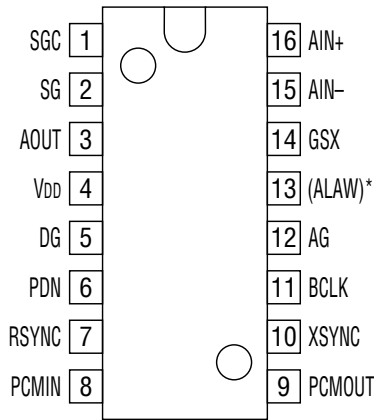 SGC 1 16 AIN+
SG 2 15 AIN–
AOUT 3 14 GSX
VDD 4 13 (ALAW)*
DG 5 12 AG
PDN 6 11 BCLK
RSYNC 7 10 XSYNC
PCMIN 8 9 PCMOUT